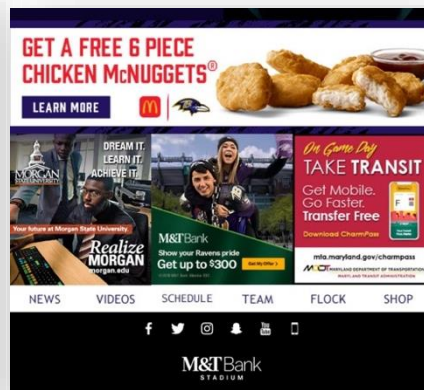 GET A FREE 6 PIECE
CHICKEN McNUGGETS®
LEARN MORE
DREAM IT.
LEARN IT.
ACHIEVE IT.
MORGAN
STATE UNIVERSITY
Your future at Morgan State University.
Realize
MORGAN
morgan.edu
M&T Bank
Show your Ravens pride
Get up to $300
Get My Offer >
On Game Day
TAKE TRANSIT
Get Mobile.
Go Faster.
Transfer Free
Download CharmPass
mta.maryland.gov/charmpass
MARYLAND DEPARTMENT OF TRANSPORTATION
MARYLAND TRANSIT ADMINISTRATION
NEWS VIDEOS SCHEDULE TEAM FLOCK SHOP
M&T Bank
STADIUM